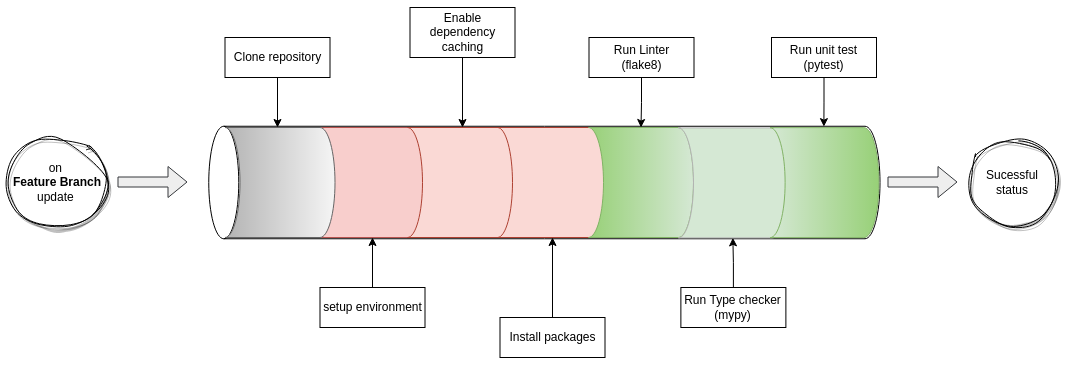 Enable
dependency
caching
Clone repository
Run Linter
(flake8)
Run unit test
(pytest)
on
Feature Branch
update
Sucessful
status
setup environment
Install packages
Run Type checker
(mypy)